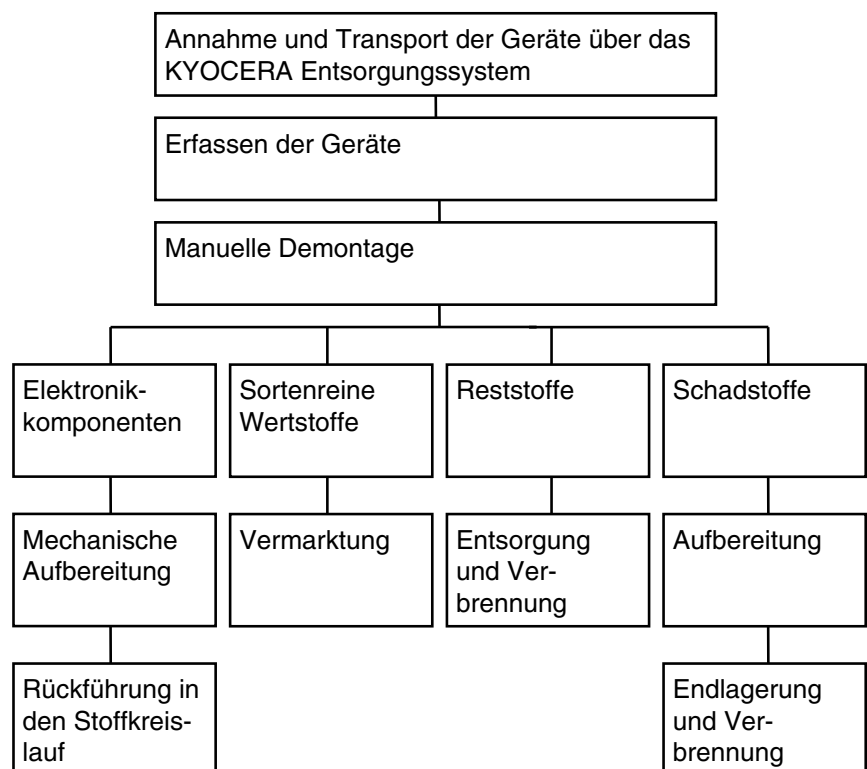 Annahme und Transport der Geräte über das
KYOCERA Entsorgungssystem
Erfassen der Geräte
Manuelle Demontage
Elektronik-
komponenten
Sortenreine
Wertstoffe
Reststoffe
Schadstoffe
Mechanische
Aufbereitung
Vermarktung
Entsorgung
und Ver-
brennung
Aufbereitung
Rückführung in
den Stoffkreis-
lauf
Endlagerung
und Ver-
brennung